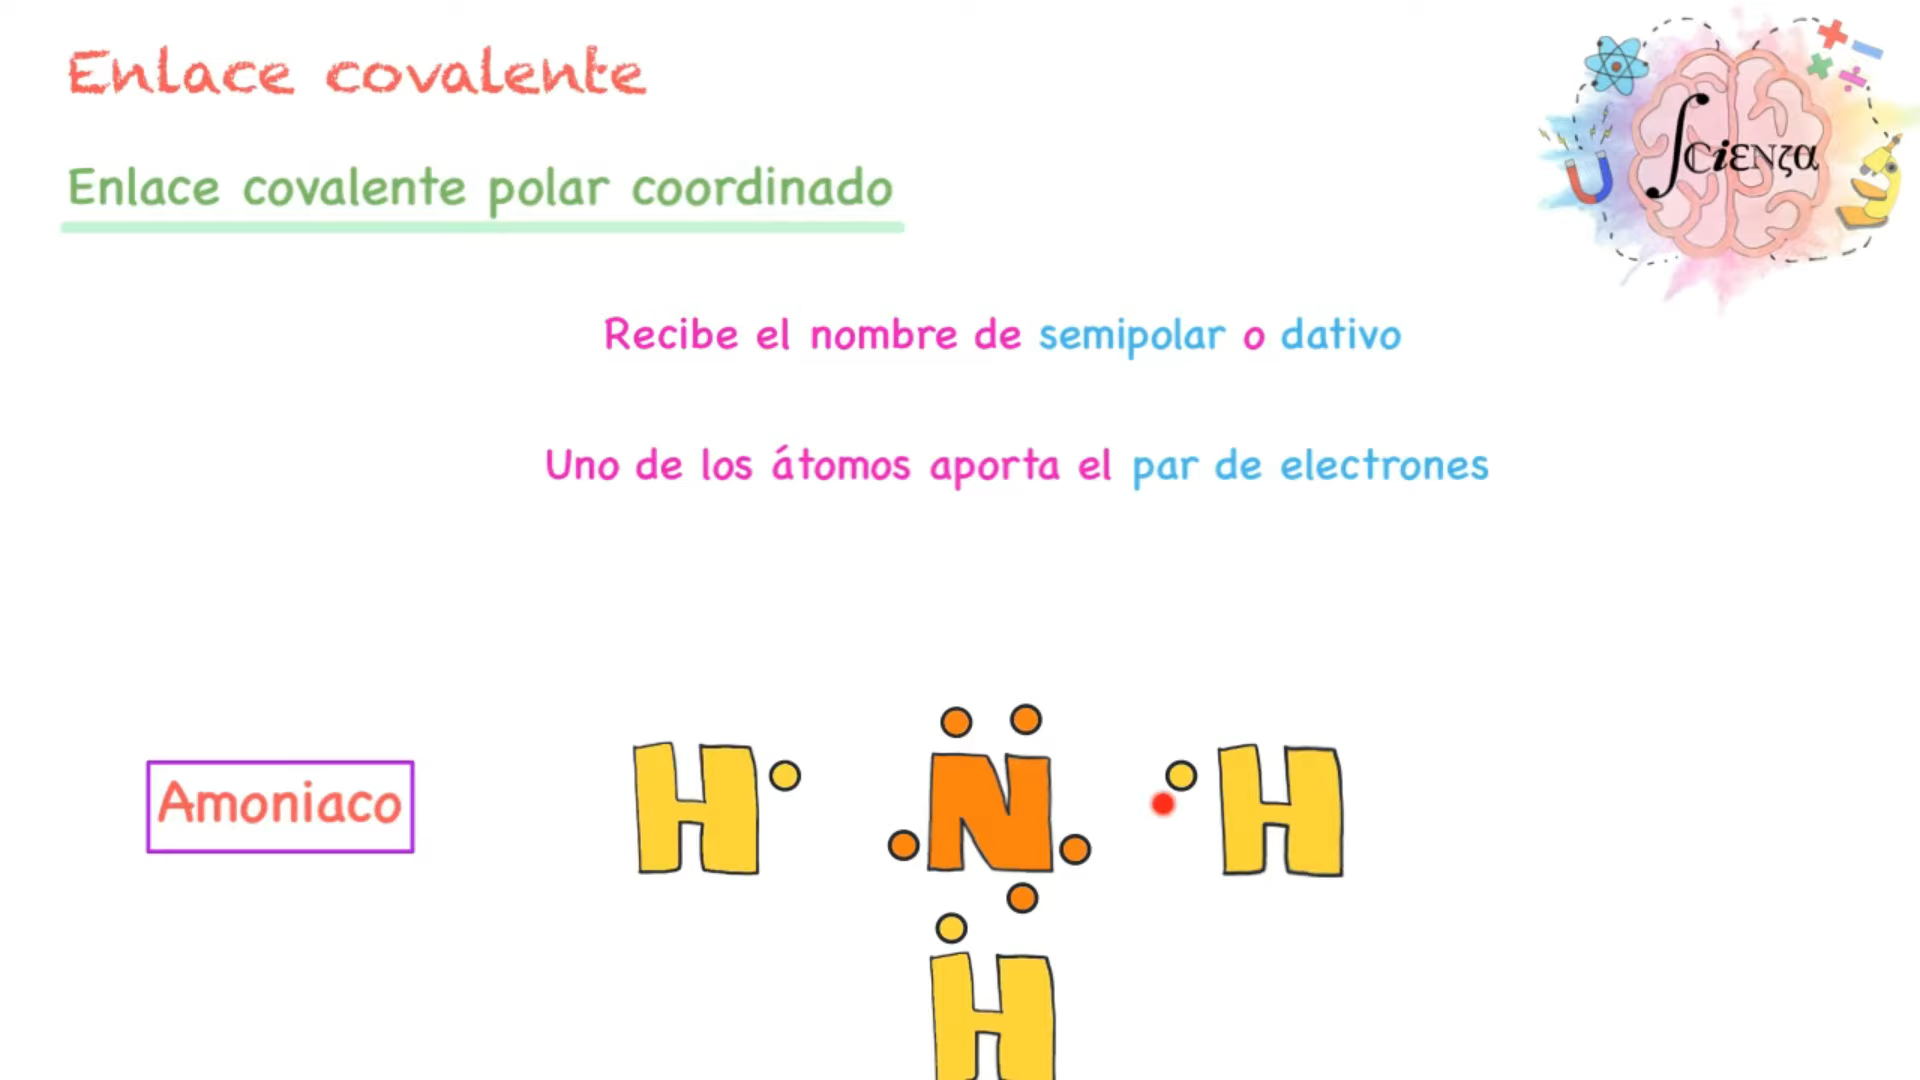 Enlace covalente
∫CiENζα
Enlace covalente polar coordinado
Recibe el nombre de semipolar o dativo
Uno de los átomos aporta el par de electrones
Amoniaco
H N H
H